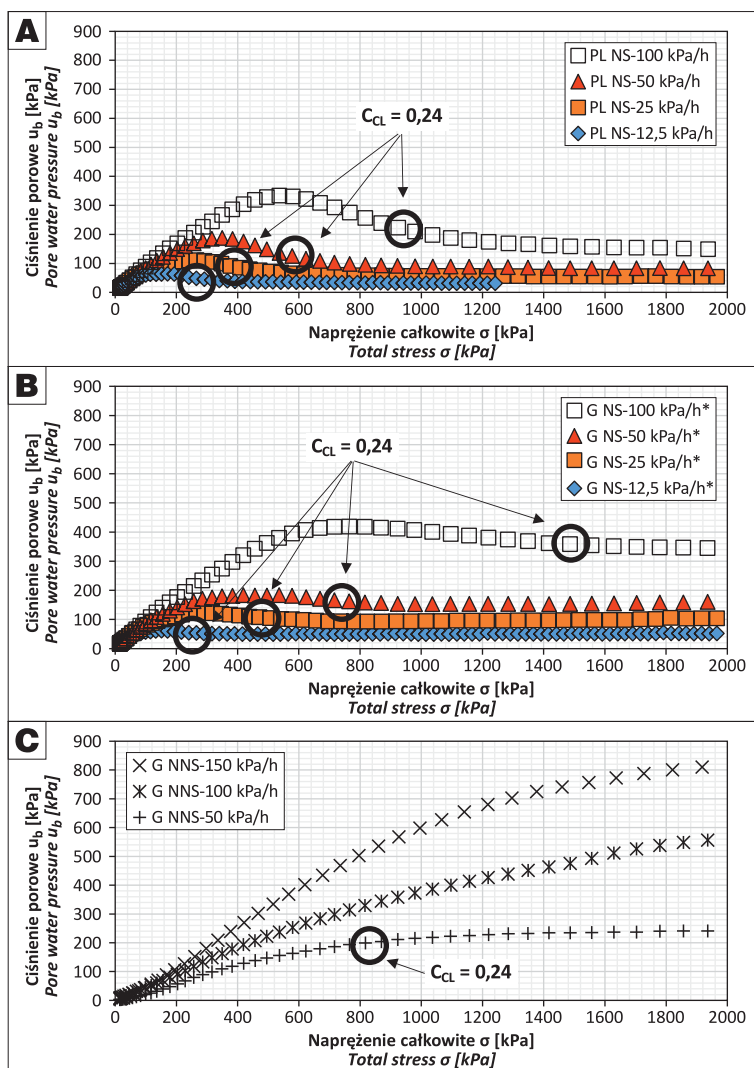 A
Ciśnienie porowe u_b [kPa]
Pore water pressure u_b [kPa]
900
800
700
600
500
400
300
200
100
0
PL NS-100 kPa/h
PL NS-50 kPa/h
PL NS-25 kPa/h
PL NS-12,5 kPa/h
C_CL = 0,24
0 200 400 600 800 1000 1200 1400 1600 1800 2000
Naprężenie całkowite σ [kPa]
Total stress σ [kPa]
B
Ciśnienie porowe u_b [kPa]
Pore water pressure u_b [kPa]
900
800
700
600
500
400
300
200
100
0
G NS-100 kPa/h*
G NS-50 kPa/h*
G NS-25 kPa/h*
G NS-12,5 kPa/h*
C_CL = 0,24
0 200 400 600 800 1000 1200 1400 1600 1800 2000
Naprężenie całkowite σ [kPa]
Total stress σ [kPa]
C
Ciśnienie porowe u_b [kPa]
Pore water pressure u_b [kPa]
900
800
700
600
500
400
300
200
100
0
G NNS-150 kPa/h
G NNS-100 kPa/h
G NNS-50 kPa/h
C_CL = 0,24
0 200 400 600 800 1000 1200 1400 1600 1800 2000
Naprężenie całkowite σ [kPa]
Total stress σ [kPa]